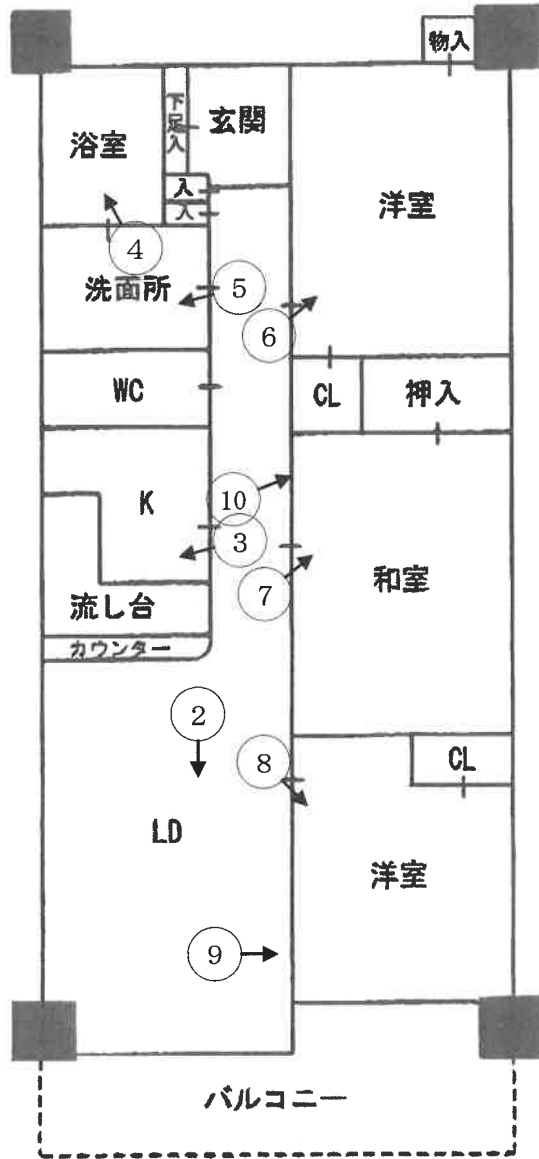 物入
下足入
玄関
浴室
入
入
洋室
④
洗面所
⑤
⑥
WC
CL
押入
K
⑩
③
⑦
和室
流し台
カウンター
②
⑧
CL
LD
洋室
⑨
バルコニー